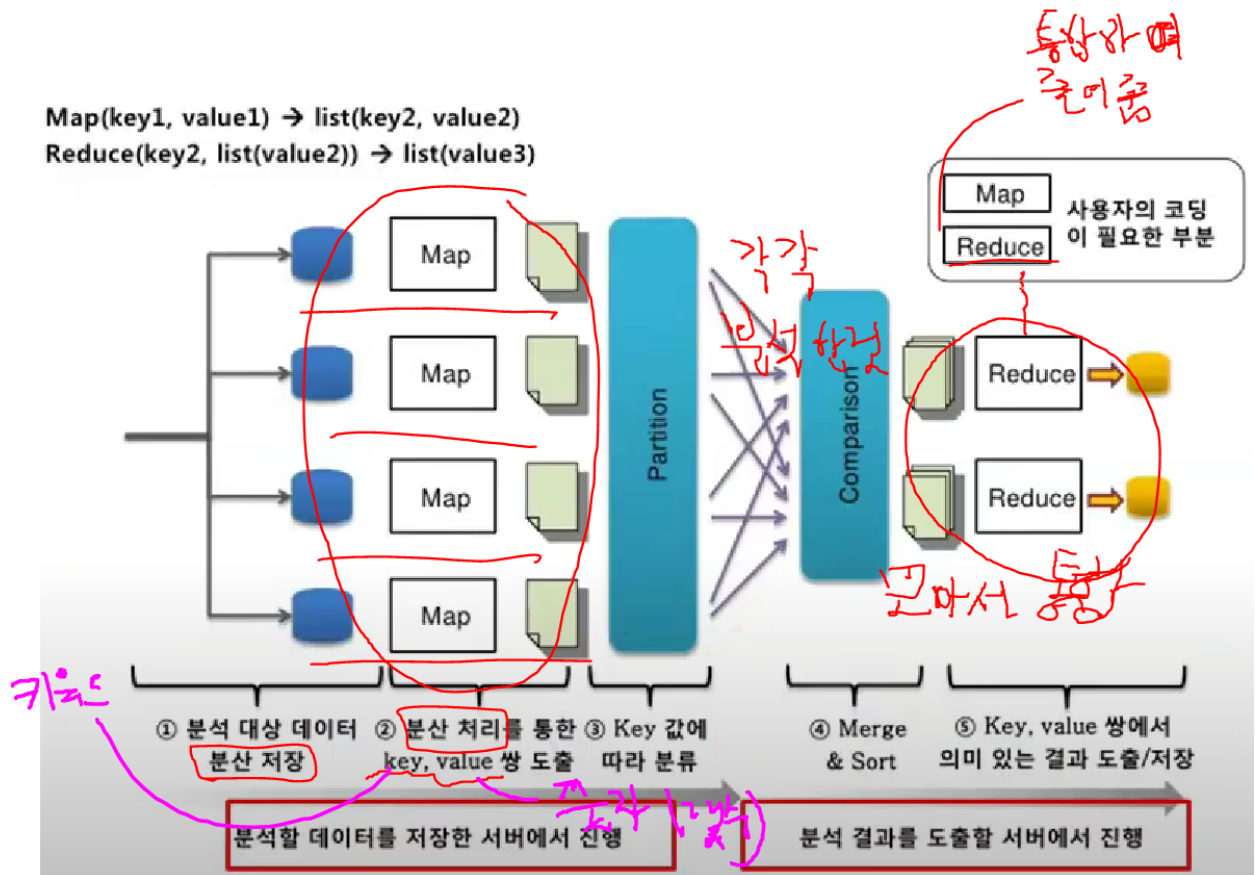 통합하여
줄여줌
Map(key1, value1) → list(key2, value2)
Reduce(key2, list(value2)) → list(value3)
Map
Reduce
사용자의 코딩
이 필요한 부분
Map
Map
Map
Map
Partition
각각
분석한것
Comparison
Reduce
Reduce
모아서 통합
키워드
① 분석 대상 데이터
분산 저장
② 분산 처리를 통한
key, value 쌍 도출
③ Key 값에
따라 분류
④ Merge
& Sort
⑤ Key, value 쌍에서
의미 있는 결과 도출/저장
분석할 데이터를 저장한 서버에서 진행
분석 결과를 도출할 서버에서 진행